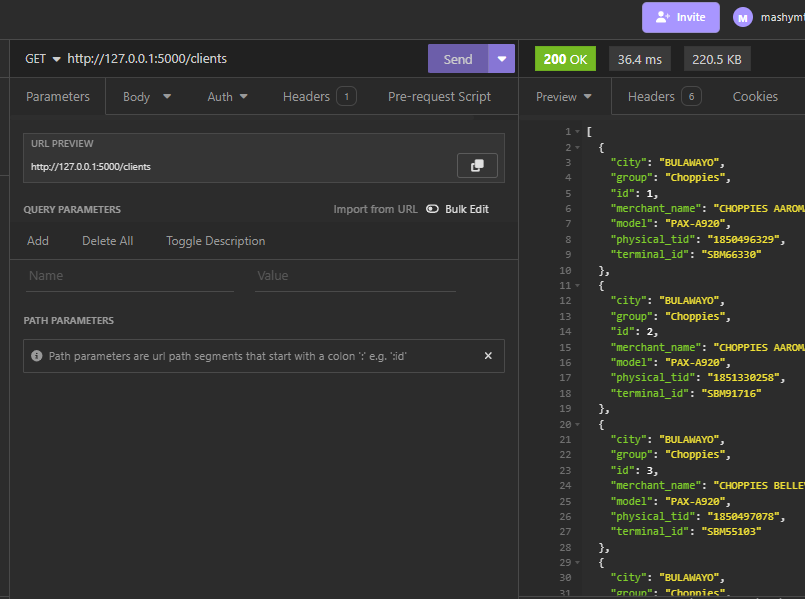 Invite
M
mashymt
GET http://127.0.0.1:5000/clients
Send
Parameters
Body
Auth
Headers 1
Pre-request Script
URL PREVIEW
http://127.0.0.1:5000/clients
QUERY PARAMETERS
Import from URL
Bulk Edit
Add
Delete All
Toggle Description
Name
Value
PATH PARAMETERS
Path parameters are url path segments that start with a colon ':' e.g. ':id'
200 OK
36.4 ms
220.5 KB
Preview
Headers 6
Cookies
1 [
2 {
3 "city": "BULAWAYO",
4 "group": "Choppies",
5 "id": 1,
6 "merchant_name": "CHOPPIES AAROMA
7 "model": "PAX-A920",
8 "physical_tid": "1850496329",
9 "terminal_id": "SBM66330"
10 },
11 {
12 "city": "BULAWAYO",
13 "group": "Choppies",
14 "id": 2,
15 "merchant_name": "CHOPPIES AAROMA
16 "model": "PAX-A920",
17 "physical_tid": "1851330258",
18 "terminal_id": "SBM91716"
19 },
20 {
21 "city": "BULAWAYO",
22 "group": "Choppies",
23 "id": 3,
24 "merchant_name": "CHOPPIES BELLEV
25 "model": "PAX-A920",
26 "physical_tid": "1850497078",
27 "terminal_id": "SBM55103"
28 },
29 {
30 "city": "BULAWAYO",
31 "group": "Choppies",